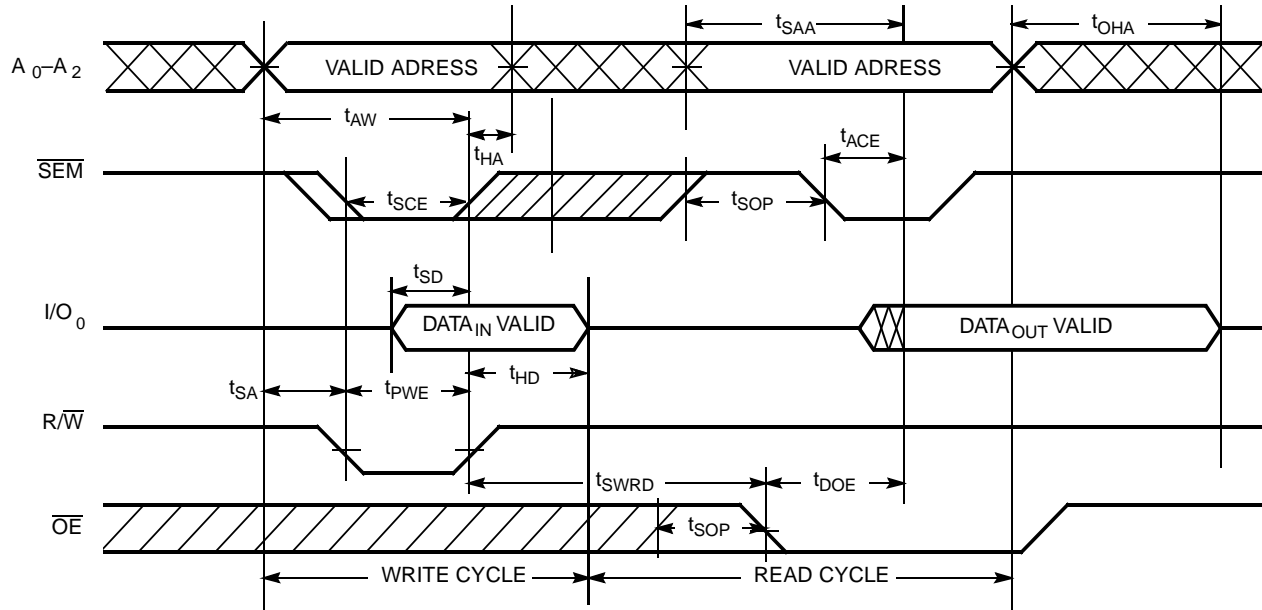 tSAA
tOHA
A0–A2
VALID ADRESS
VALID ADRESS
tAW
tHA
tACE
SEM
tSCE
tSOP
tSD
I/O0
DATAIN VALID
DATAOUT VALID
tSA
tPWE
tHD
R/W
tSWRD
tDOE
OE
tSOP
WRITE CYCLE
READ CYCLE